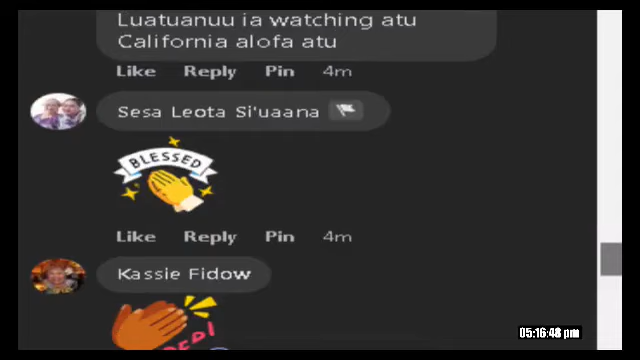 Luatuanuu ia watching atu
California alofa atu
Like Reply Pin 4m
Sesa Leota Si'uaana
BLESSED
Like Reply Pin 4m
Kassie Fidow
05:16:48 pm